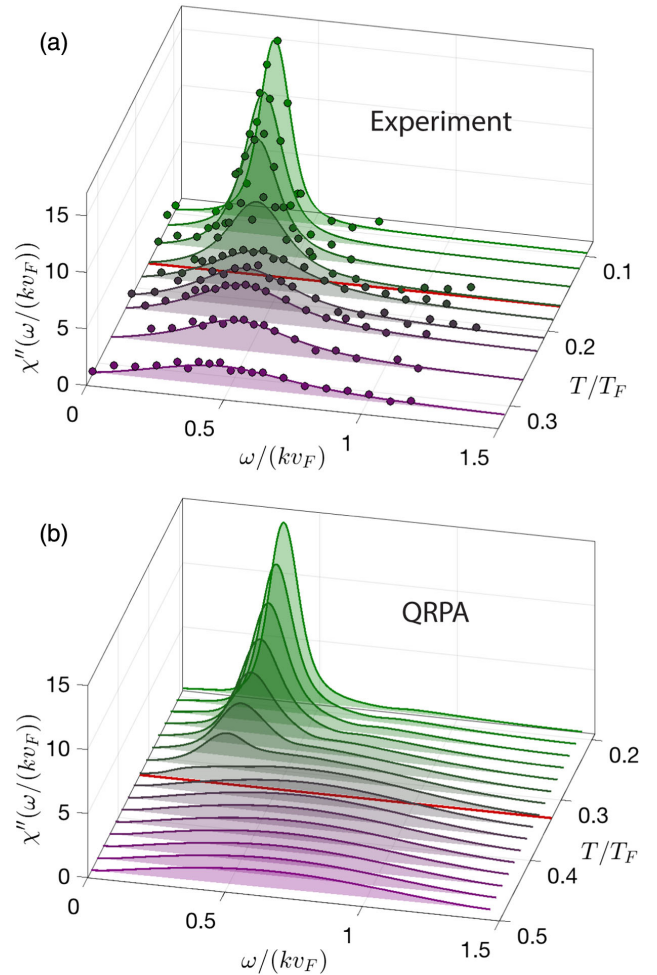 (a)
Experiment
15
10
5
0
χ″(ω/(kv_F))
0
0.5
1
1.5
ω/(kv_F)
0.1
0.2
0.3
T/T_F
(b)
QRPA
15
10
5
0
χ″(ω/(kv_F))
0
0.5
1
1.5
ω/(kv_F)
0.2
0.3
0.4
0.5
T/T_F